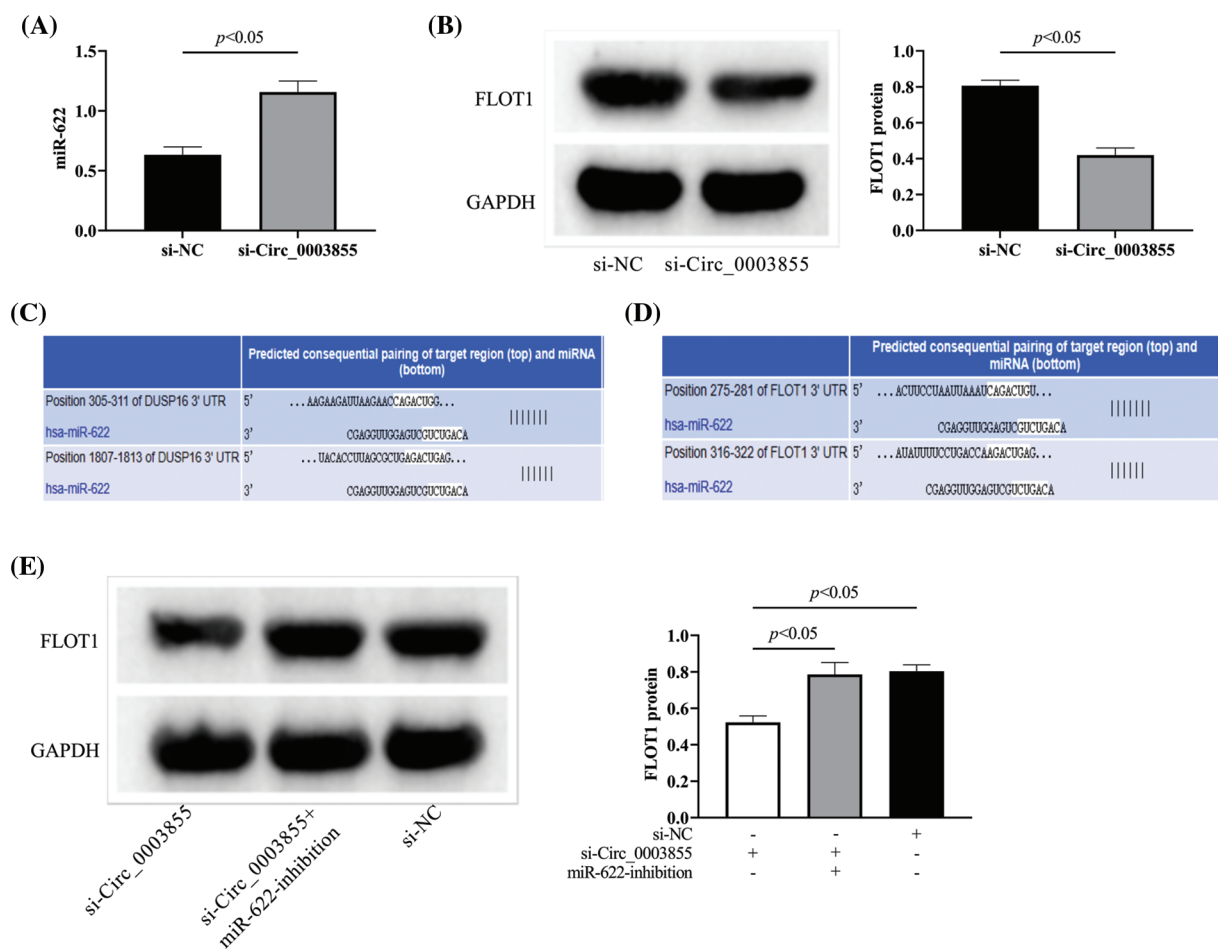 (A)
p<0.05
1.5
1.0
0.5
0.0
miR-622
si-NC si-Circ_0003855
(B)
FLOT1
GAPDH
si-NC si-Circ_0003855
p<0.05
1.0
0.8
0.6
0.4
0.2
0.0
FLOT1 protein
si-NC si-Circ_0003855
(C)
Predicted consequential pairing of target region (top) and miRNA
(bottom)
Position 305-311 of DUSP16 3' UTR 5' ...AAGAAGAUUAAGAACCAGACUGG...
|||||||
hsa-miR-622 3' CGAGGUUGGAGUCGUCUGACA
Position 1807-1813 of DUSP16 3' UTR 5' ...UACACCUUAGCGCUGAGACUGAG...
||||||
hsa-miR-622 3' CGAGGUUGGAGUCGUCUGACA
(D)
Predicted consequential pairing of target region (top) and
miRNA (bottom)
Position 275-281 of FLOT1 3' UTR 5' ...ACUUCCUAAUUAAAUCAGACUGU...
|||||||
hsa-miR-622 3' CGAGGUUGGAGUCGUCUGACA
Position 316-322 of FLOT1 3' UTR 5' ...AUAUUUUCCUGACCAAGACUGAG...
||||||
hsa-miR-622 3' CGAGGUUGGAGUCGUCUGACA
(E)
FLOT1
GAPDH
si-Circ_0003855
si-Circ_0003855+
miR-622-inhibition
si-NC
p<0.05
p<0.05
1.0
0.8
0.6
0.4
0.2
0.0
FLOT1 protein
si-NC - - +
si-Circ_0003855 + + -
miR-622-inhibition - + -